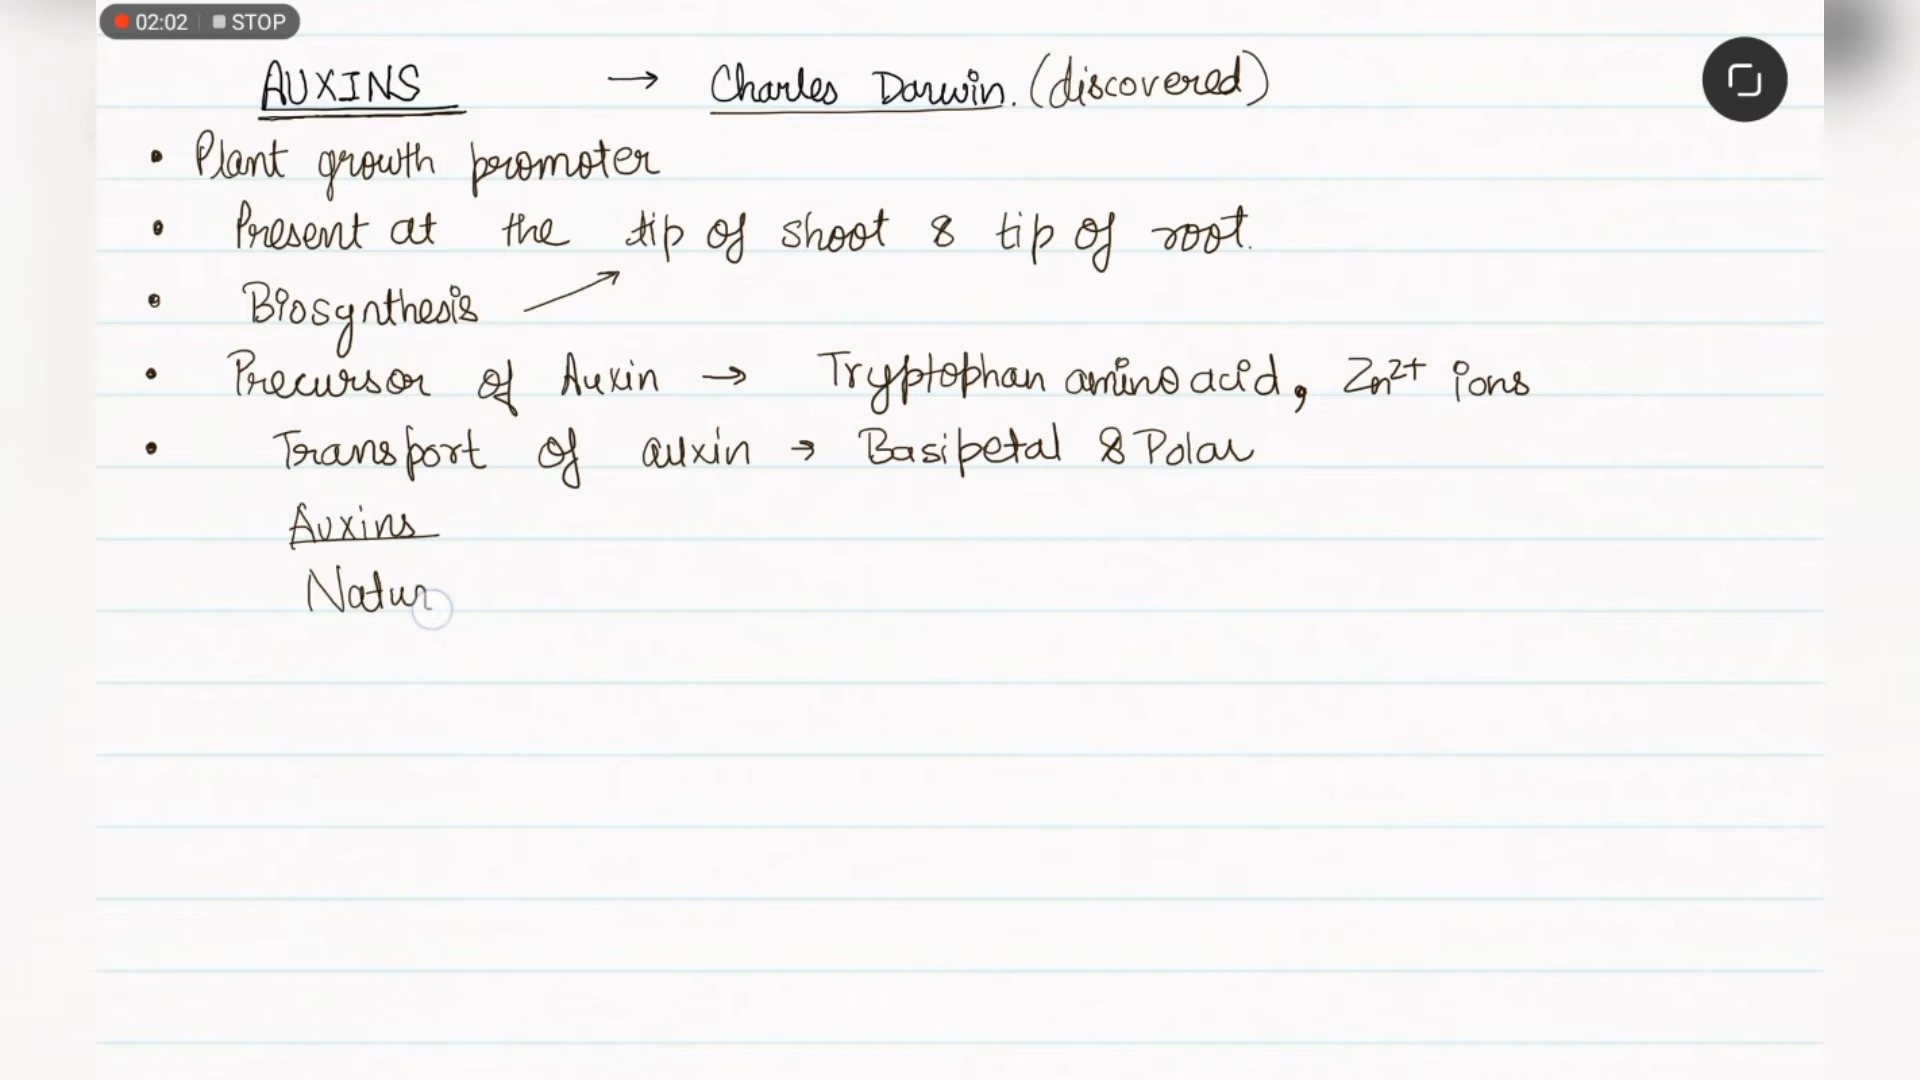 02:02 STOP
AUXINS → Charles Darwin. (discovered)
• Plant growth promoter
• Present at the tip of shoot & tip of root.
• Biosynthesis
• Precursor of Auxin → Tryptophan amino acid, Zn²⁺ ions
• Transport of auxin → Basipetal & Polar
Auxins
Natur